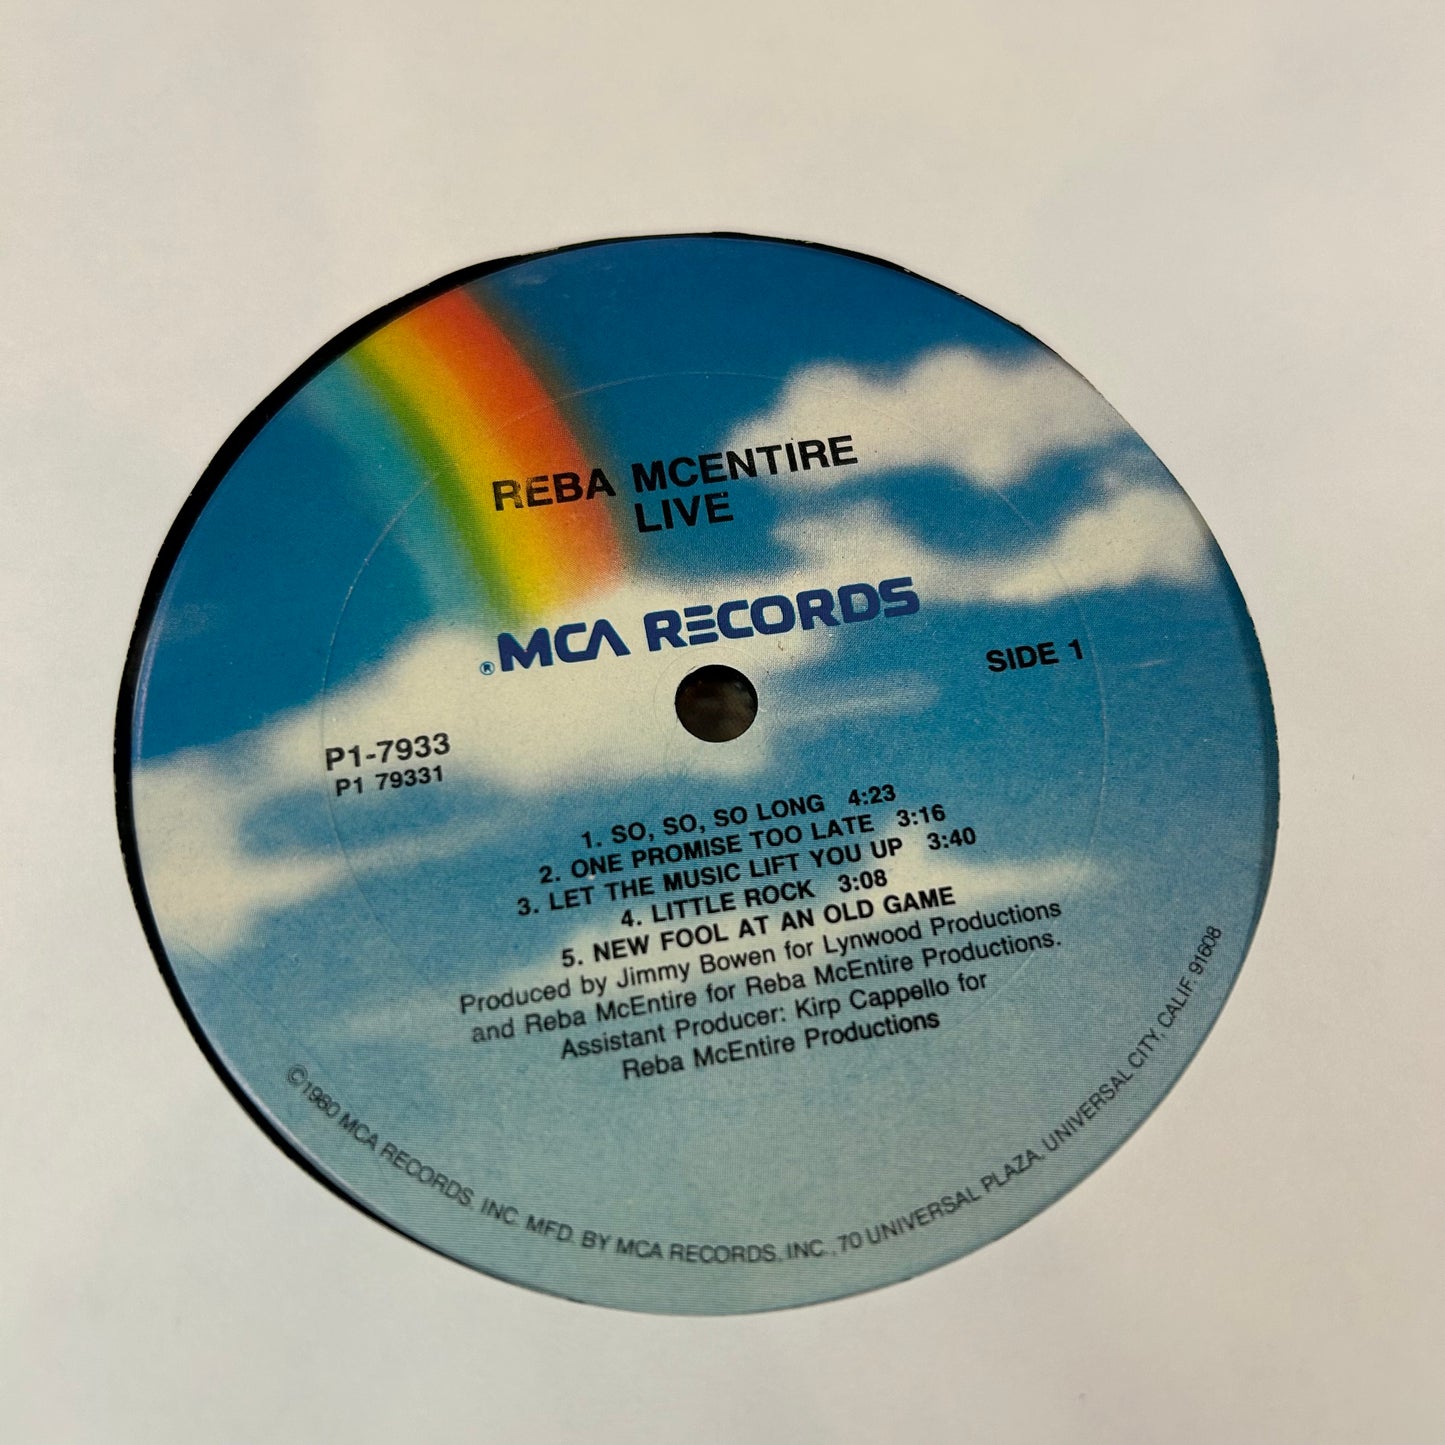 REBA MCENTIRE
LIVE
®MCA RECORDS
SIDE 1
P1-7933
P1 79331
1. SO, SO, SO LONG 4:23
2. ONE PROMISE TOO LATE 3:16
3. LET THE MUSIC LIFT YOU UP 3:40
4. LITTLE ROCK 3:08
5. NEW FOOL AT AN OLD GAME
Produced by Jimmy Bowen for Lynwood Productions
and Reba McEntire for Reba McEntire Productions.
Assistant Producer: Kirp Cappello for
Reba McEntire Productions
©1980 MCA RECORDS, INC. MFD. BY MCA RECORDS, INC., 70 UNIVERSAL PLAZA, UNIVERSAL CITY, CALIF. 91608